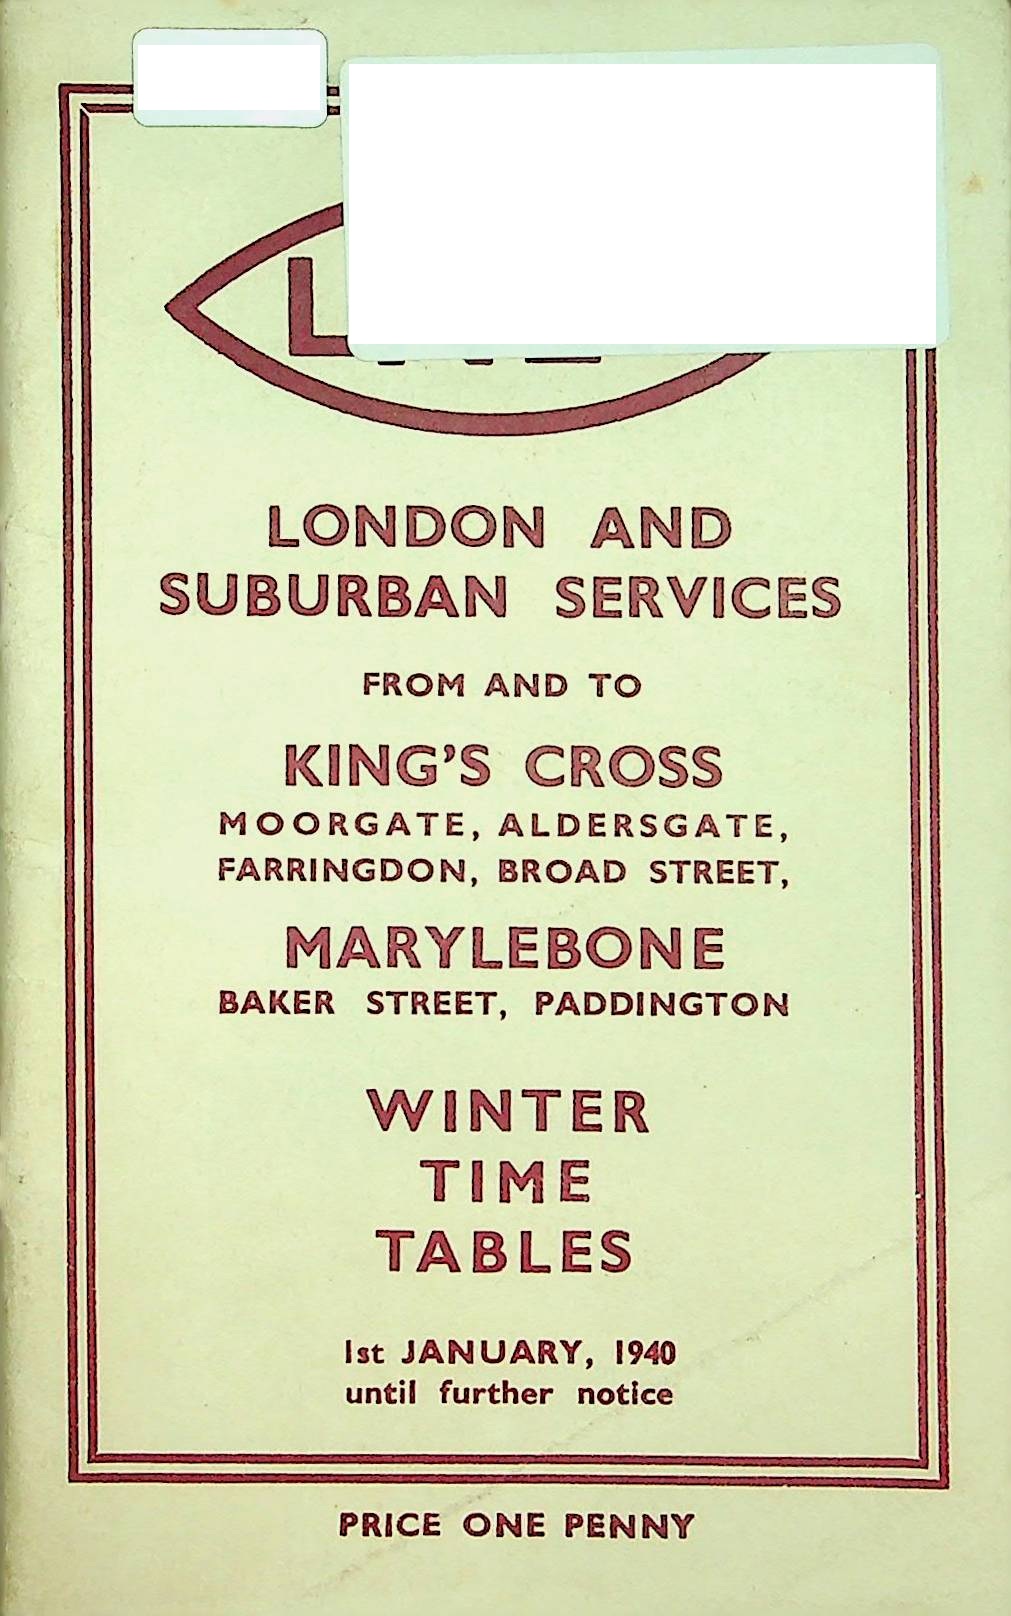 LONDON AND
SUBURBAN SERVICES
FROM AND TO
KING'S CROSS
MOORGATE, ALDERSGATE,
FARRINGDON, BROAD STREET,
MARYLEBONE
BAKER STREET, PADDINGTON
WINTER
TIME
TABLES
1st JANUARY, 1940
until further notice
PRICE ONE PENNY